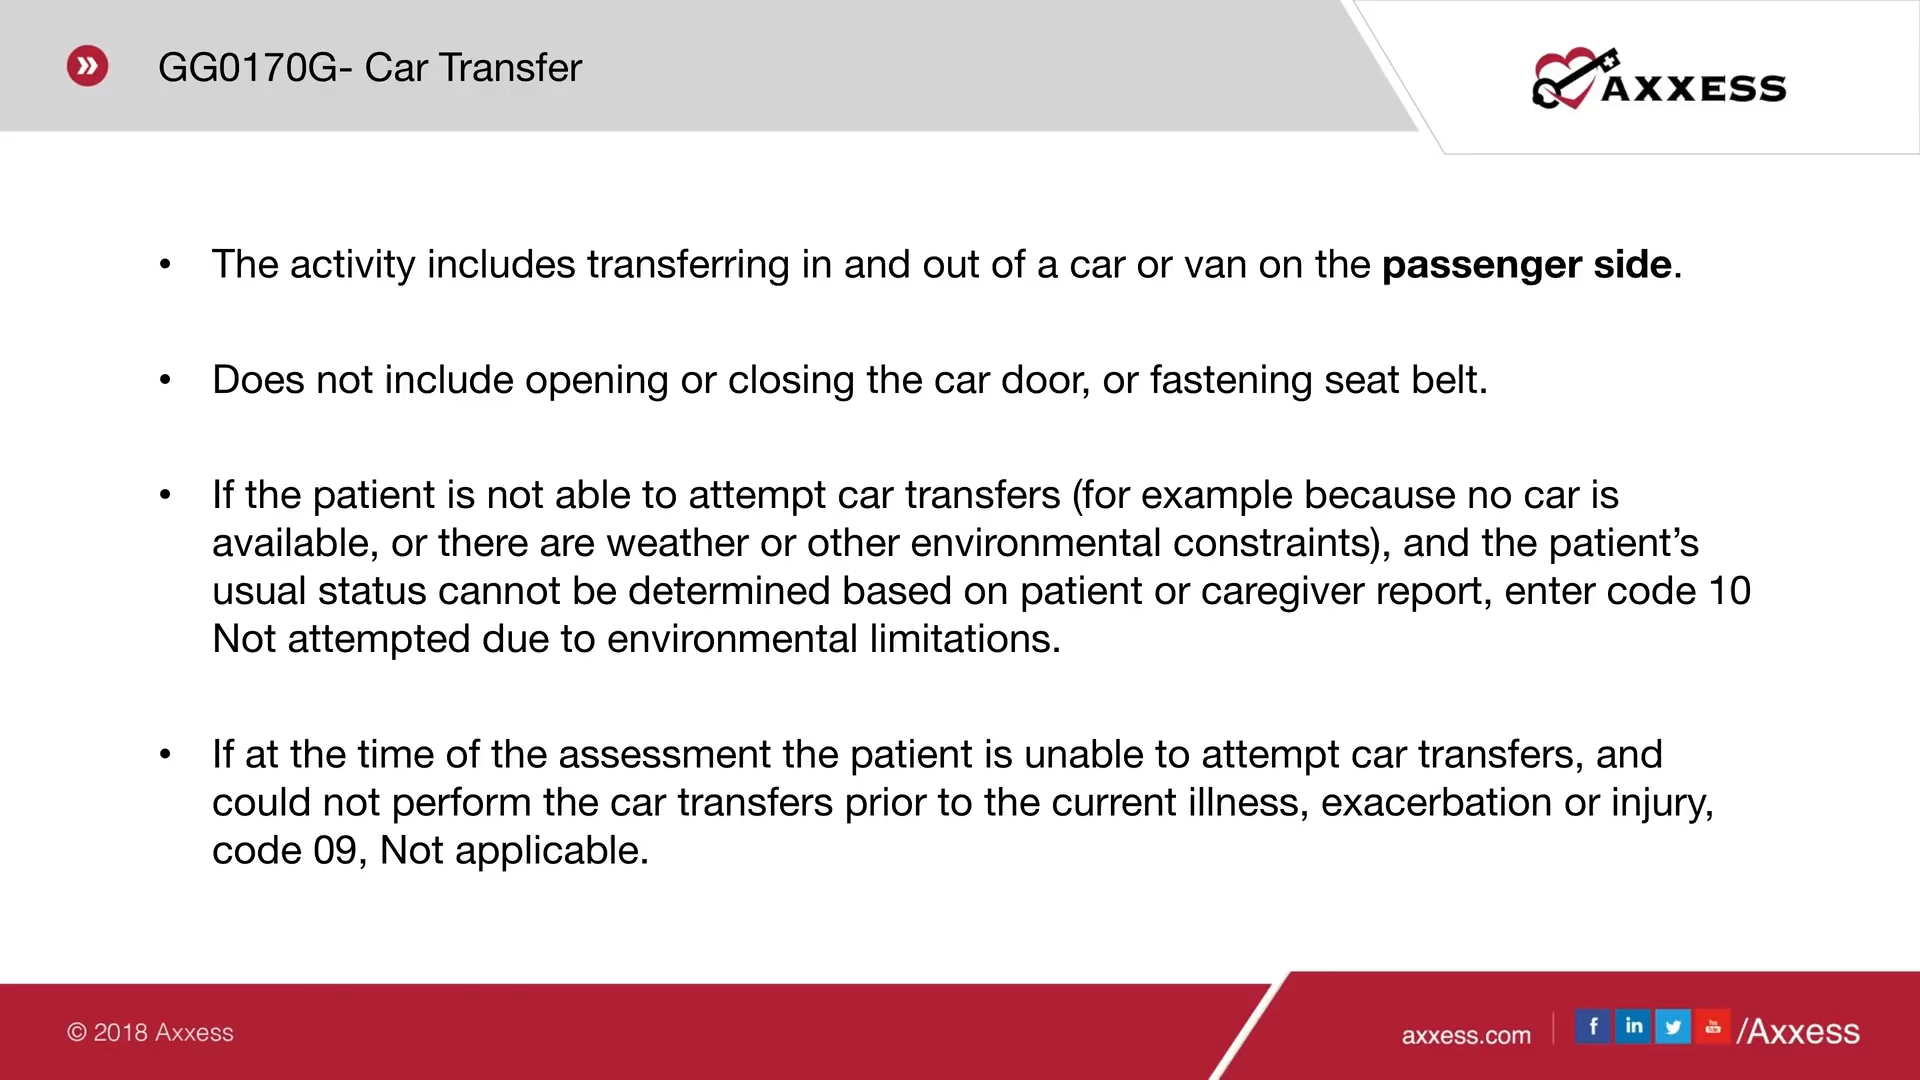 GG0170G- Car Transfer
AXXESS
• The activity includes transferring in and out of a car or van on the passenger side.
• Does not include opening or closing the car door, or fastening seat belt.
• If the patient is not able to attempt car transfers (for example because no car is
available, or there are weather or other environmental constraints), and the patient’s
usual status cannot be determined based on patient or caregiver report, enter code 10
Not attempted due to environmental limitations.
• If at the time of the assessment the patient is unable to attempt car transfers, and
could not perform the car transfers prior to the current illness, exacerbation or injury,
code 09, Not applicable.
© 2018 Axxess
axxess.com
/Axxess